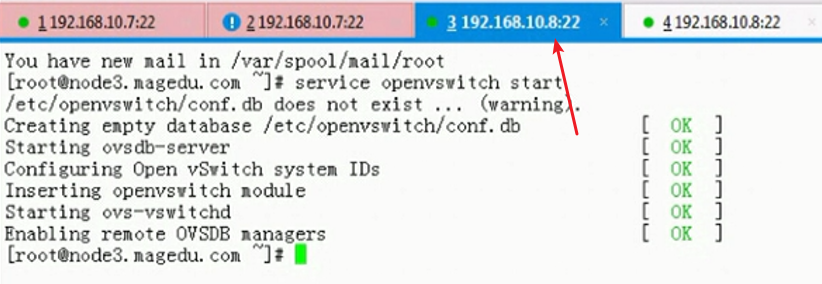 1 192.168.10.7:22 2 192.168.10.7:22 3 192.168.10.8:22 × 4 192.168.10.8:22 ×
You have new mail in /var/spool/mail/root
[root@node3.magedu.com ~]# service openvswitch start
/etc/openvswitch/conf.db does not exist ... (warning).
Creating empty database /etc/openvswitch/conf.db [ OK ]
Starting ovsdb-server [ OK ]
Configuring Open vSwitch system IDs [ OK ]
Inserting openvswitch module [ OK ]
Starting ovs-vswitchd [ OK ]
Enabling remote OVSDB managers [ OK ]
[root@node3.magedu.com ~]#